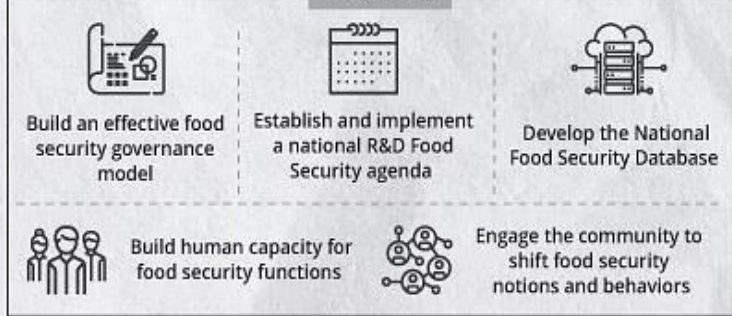 Build an effective food
security governance
model
Establish and implement
a national R&D Food
Security agenda
Develop the National
Food Security Database
Build human capacity for
food security functions
Engage the community to
shift food security
notions and behaviors